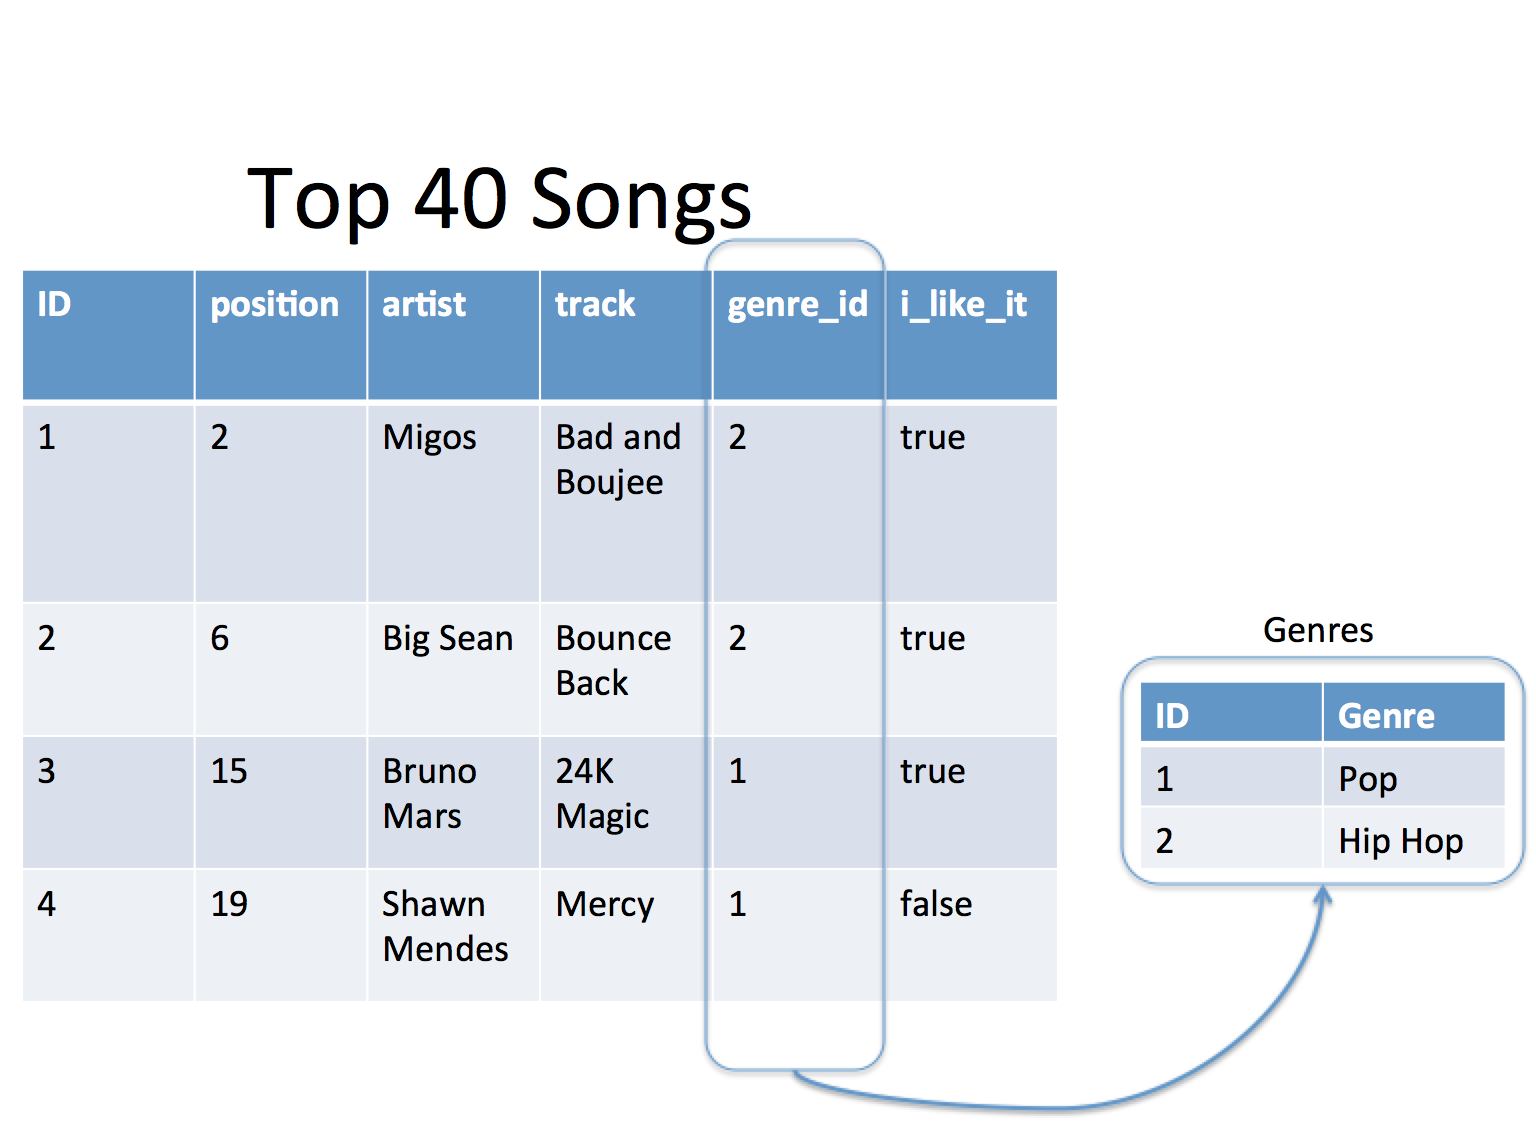 Top 40 Songs
ID position artist track genre_id i_like_it
1 2 Migos Bad and 2 true
Boujee
2 6 Big Sean Bounce 2 true
Back
3 15 Bruno 24K 1 true
Mars Magic
4 19 Shawn Mercy 1 false
Mendes
Genres
ID Genre
1 Pop
2 Hip Hop